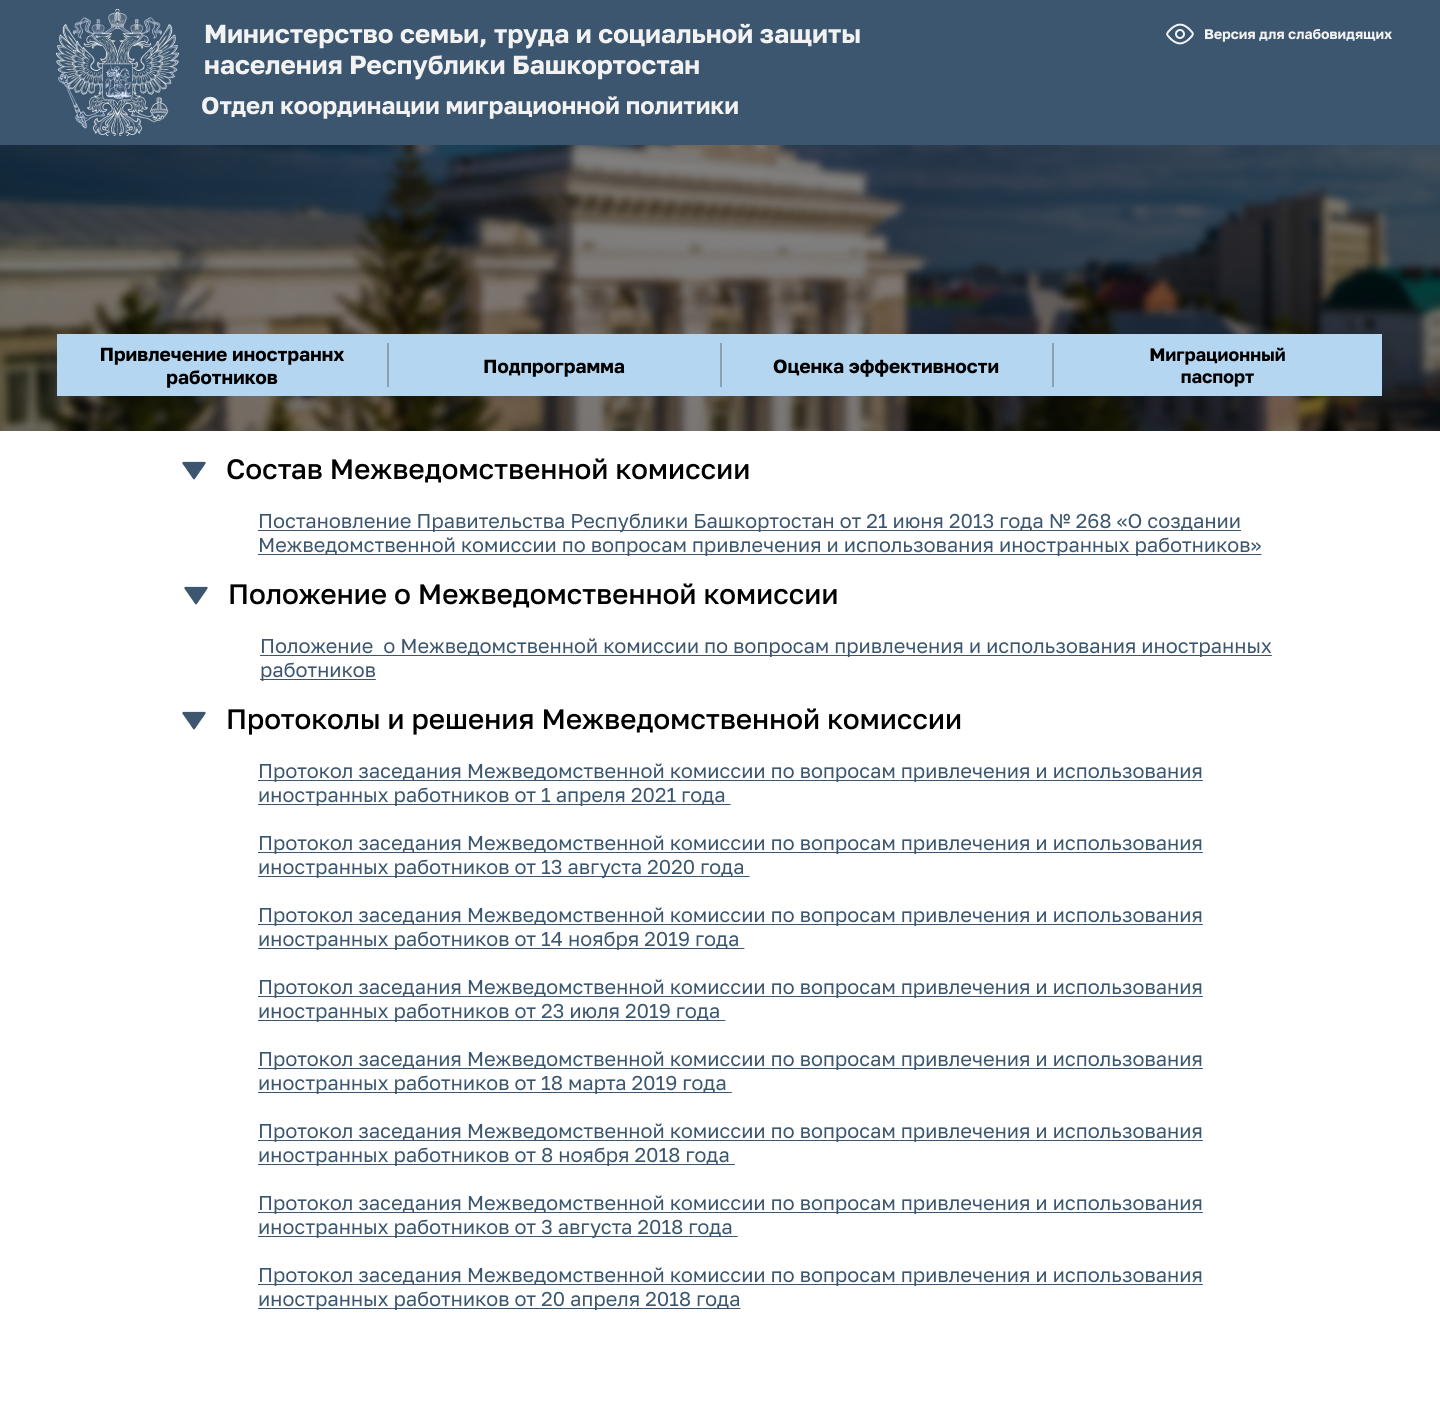 Министерство семьи, труда и социальной защиты
населения Республики Башкортостан
Отдел координации миграционной политики
Версия для слабовидящих
Привлечение иностраннх
работников
Подпрограмма
Оценка эффективности
Миграционный
паспорт
Состав Межведомственной комиссии
Постановление Правительства Республики Башкортостан от 21 июня 2013 года № 268 «О создании
Межведомственной комиссии по вопросам привлечения и использования иностранных работников»
Положение о Межведомственной комиссии
Положение  о Межведомственной комиссии по вопросам привлечения и использования иностранных
работников
Протоколы и решения Межведомственной комиссии
Протокол заседания Межведомственной комиссии по вопросам привлечения и использования
иностранных работников от 1 апреля 2021 года
Протокол заседания Межведомственной комиссии по вопросам привлечения и использования
иностранных работников от 13 августа 2020 года
Протокол заседания Межведомственной комиссии по вопросам привлечения и использования
иностранных работников от 14 ноября 2019 года
Протокол заседания Межведомственной комиссии по вопросам привлечения и использования
иностранных работников от 23 июля 2019 года
Протокол заседания Межведомственной комиссии по вопросам привлечения и использования
иностранных работников от 18 марта 2019 года
Протокол заседания Межведомственной комиссии по вопросам привлечения и использования
иностранных работников от 8 ноября 2018 года
Протокол заседания Межведомственной комиссии по вопросам привлечения и использования
иностранных работников от 3 августа 2018 года
Протокол заседания Межведомственной комиссии по вопросам привлечения и использования
иностранных работников от 20 апреля 2018 года